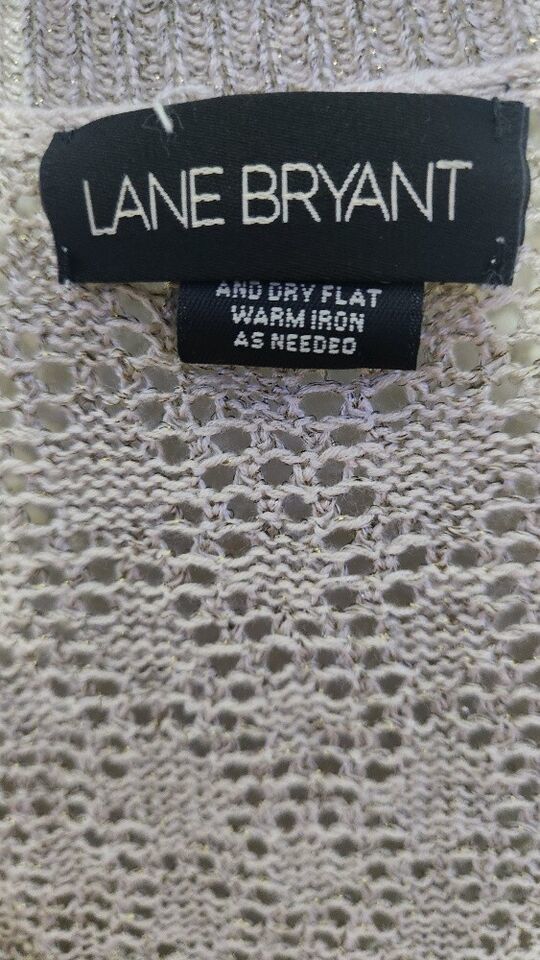 LANE BRYANT
AND DRY FLAT
WARM IRON
AS NEEDED